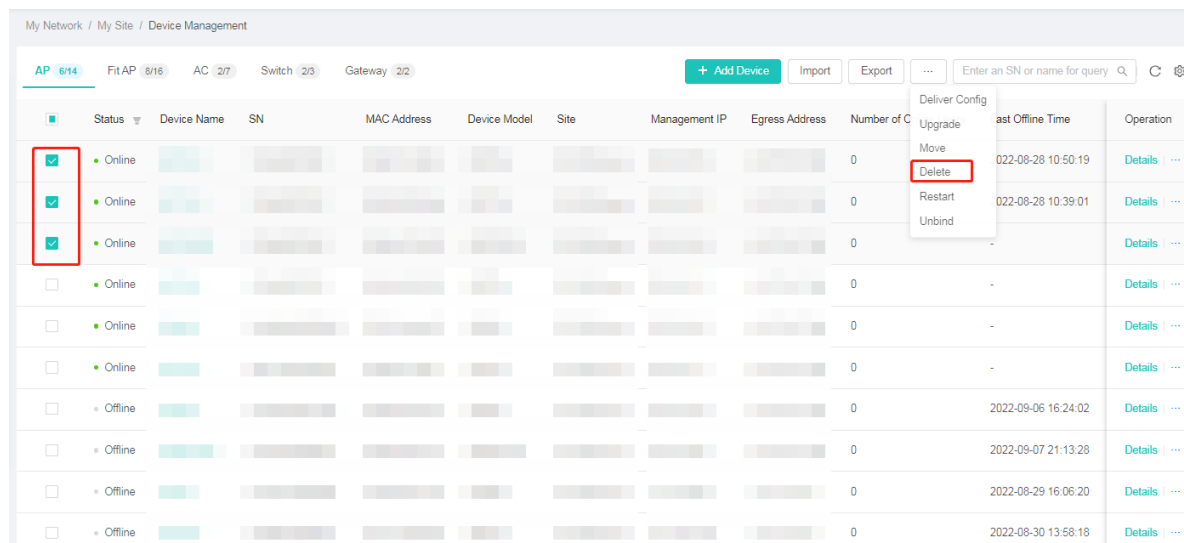 My Network / My Site / Device Management
AP 6/14 Fit AP 8/16 AC 2/7 Switch 2/3 Gateway 2/2 + Add Device Import Export ··· Enter an SN or name for query
Status Device Name SN MAC Address Device Model Site Management IP Egress Address Number of C ast Offline Time Operation
Deliver Config
Upgrade
Move
Delete
Restart
Unbind
Online 0 022-08-28 10:50:19 Details ···
Online 0 022-08-28 10:39:01 Details ···
Online 0 - Details ···
Online 0 - Details ···
Online 0 - Details ···
Online 0 - Details ···
Offline 0 2022-09-06 16:24:02 Details ···
Offline 0 2022-09-07 21:13:28 Details ···
Offline 0 2022-08-29 16:06:20 Details ···
Offline 0 2022-08-30 13:58:18 Details ···